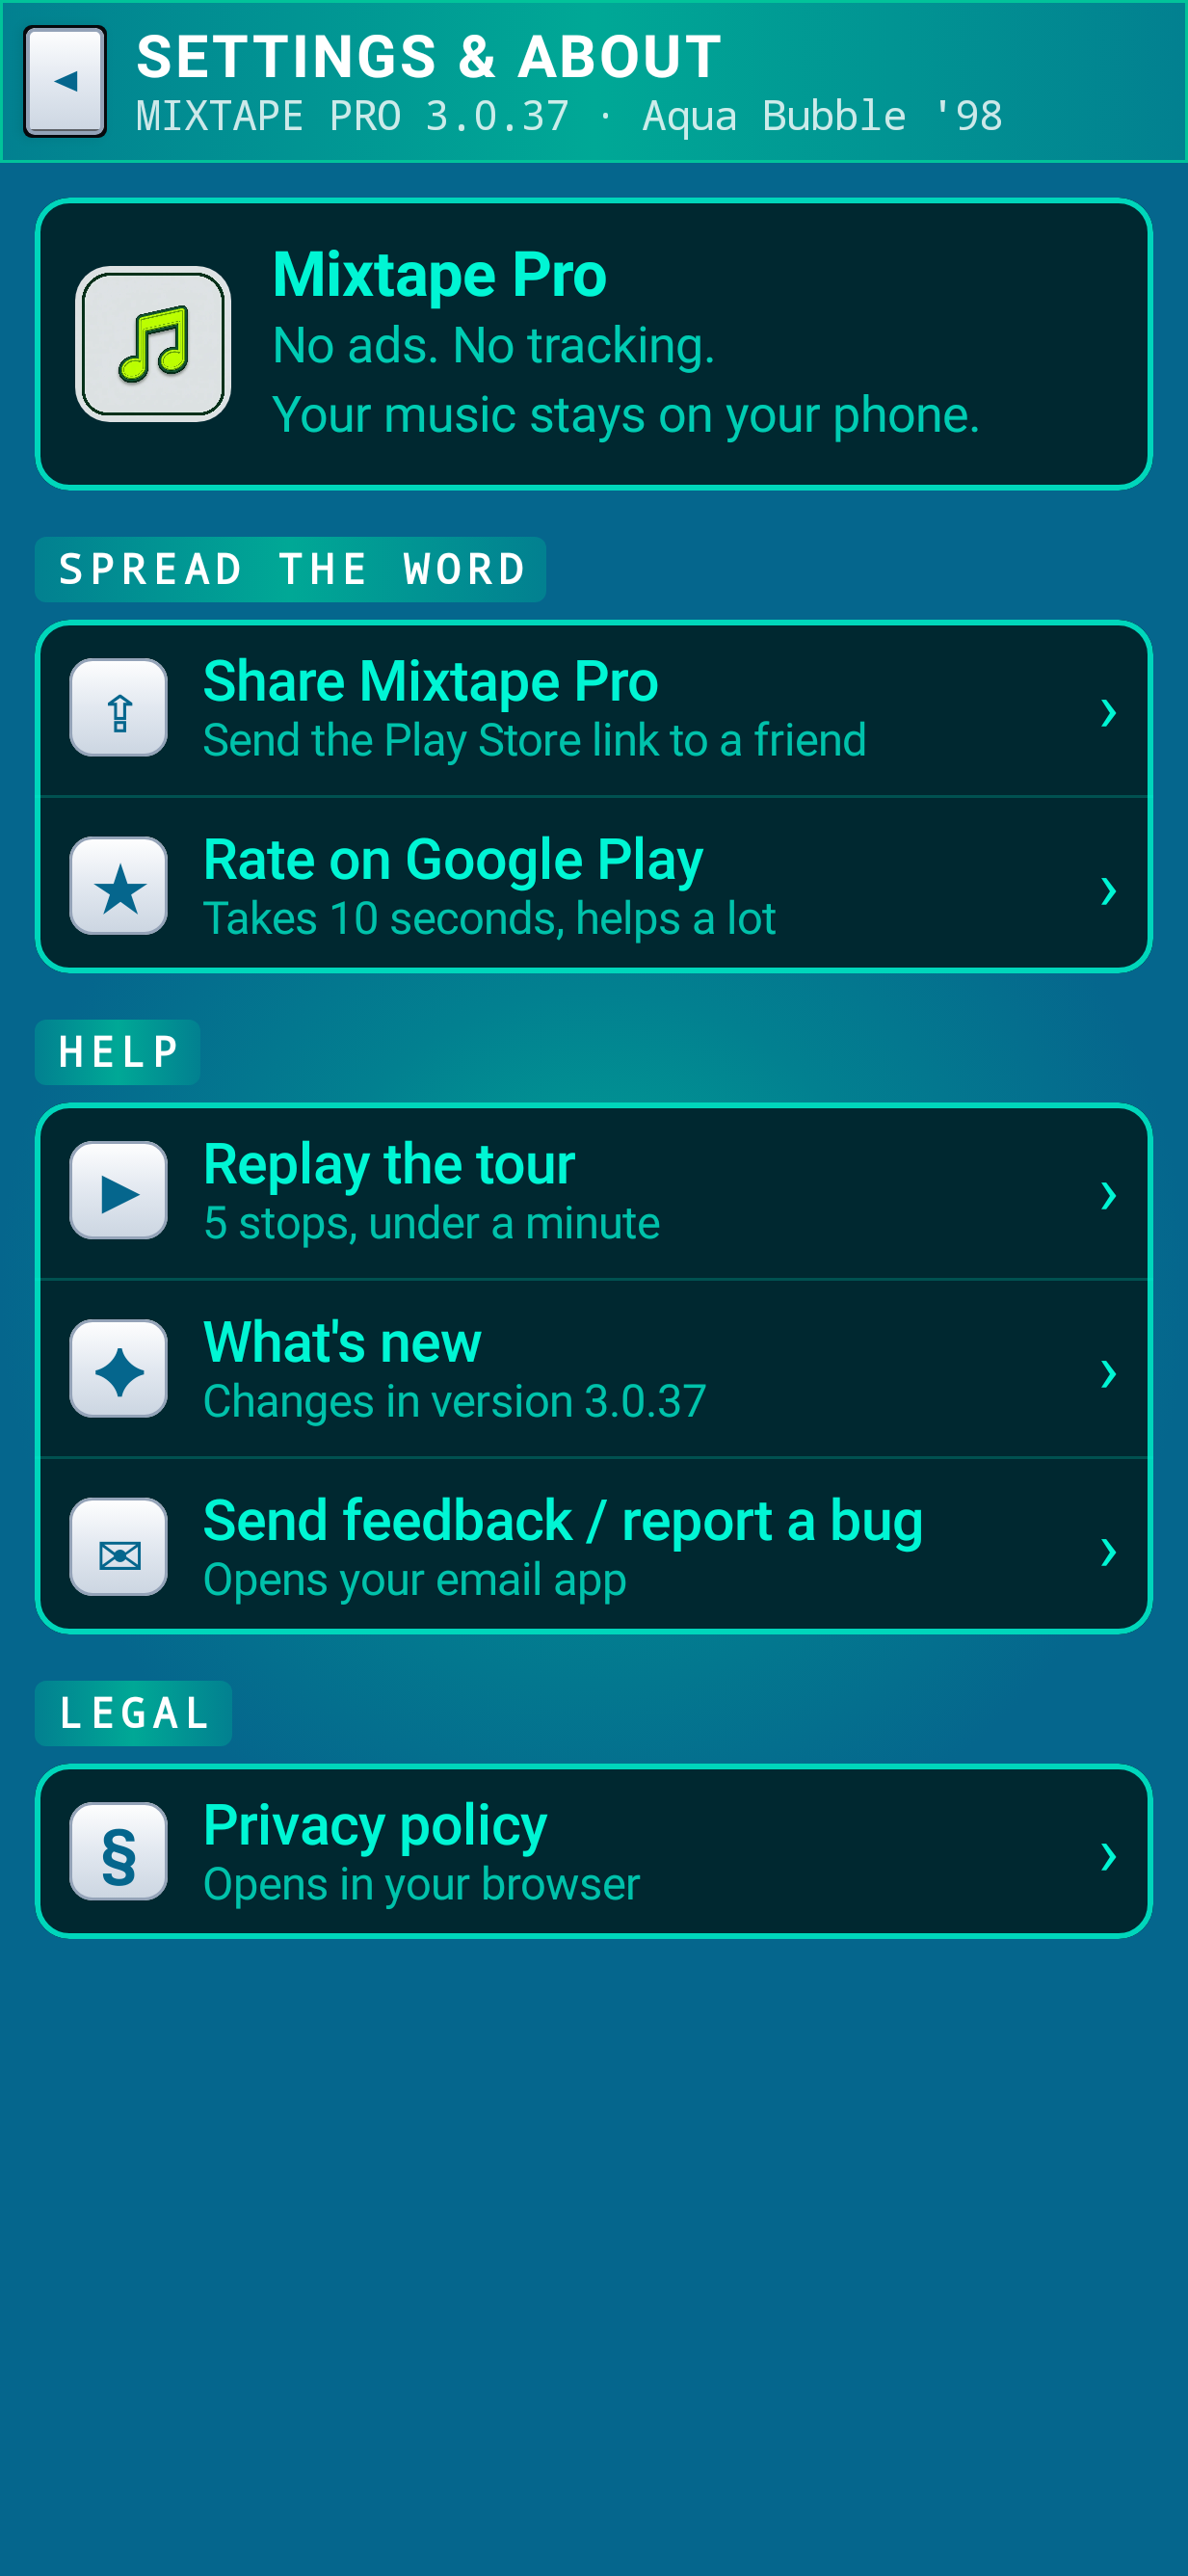 SETTINGS & ABOUT
MIXTAPE PRO 3.0.37 · Aqua Bubble '98
Mixtape Pro
No ads. No tracking.
Your music stays on your phone.
SPREAD THE WORD
Share Mixtape Pro
Send the Play Store link to a friend
Rate on Google Play
Takes 10 seconds, helps a lot
HELP
Replay the tour
5 stops, under a minute
What's new
Changes in version 3.0.37
Send feedback / report a bug
Opens your email app
LEGAL
§
Privacy policy
Opens in your browser